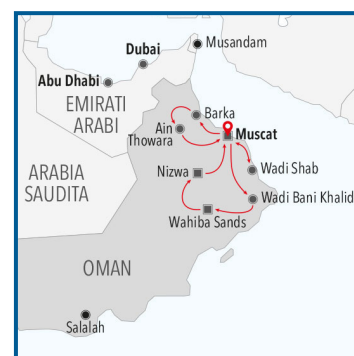 Musandam
Dubai
Abu Dhabi
EMIRATI
ARABI
Barka
Ain
Thowara
Muscat
ARABIA
SAUDITA
Nizwa
Wadi Shab
Wadi Bani Khalid
Wahiba Sands
OMAN
Salalah